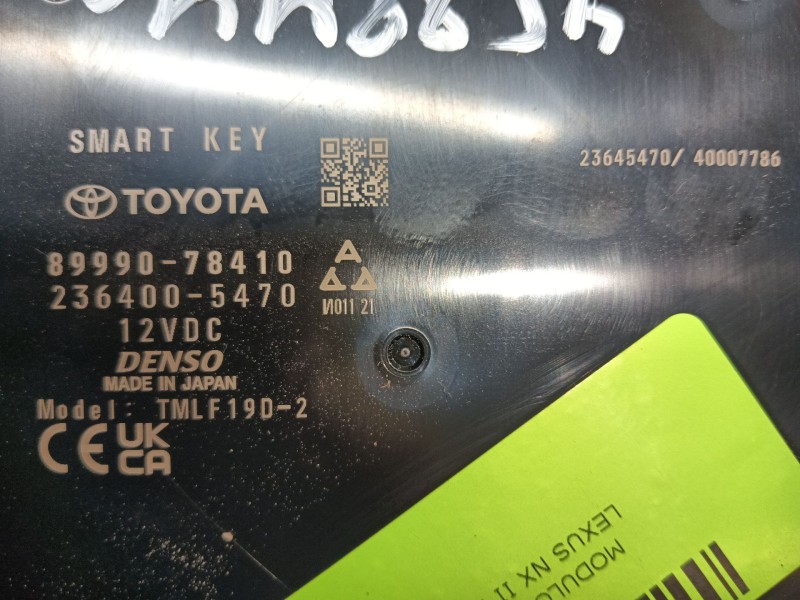 SMART KEY
23645470/ 40007786
TOYOTA
89990-78410
236400-5470
И011 21
12VDC
DENSO
MADE IN JAPAN
Model: TMLF19D-2
CE UK
CA
MODULO
LEXUS NX II